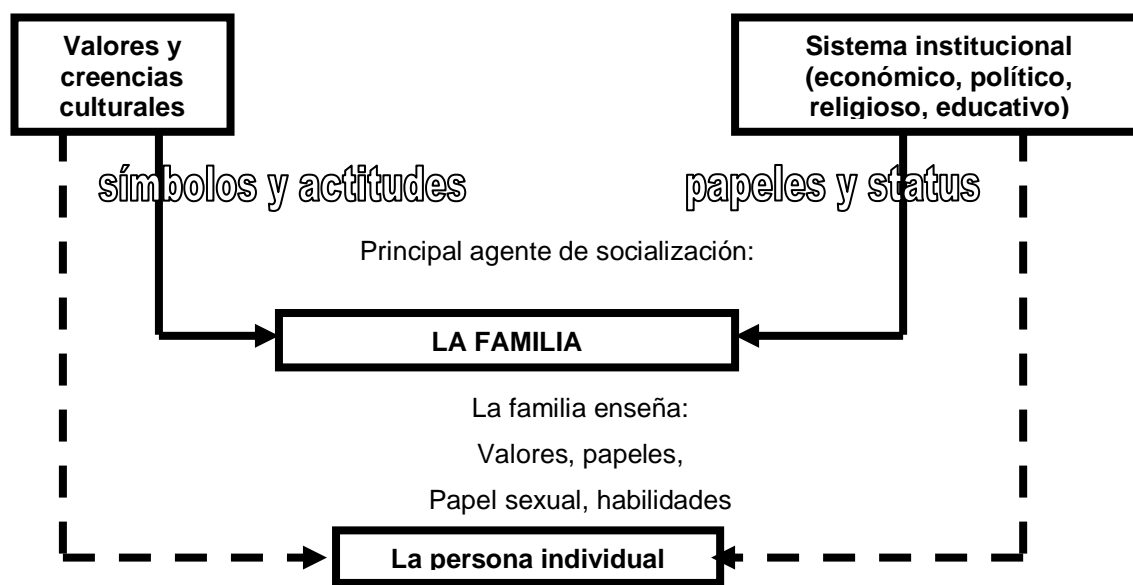 Valores y
creencias
culturales
Sistema institucional
(económico, político,
religioso, educativo)
símbolos y actitudes
papeles y status
Principal agente de socialización:
LA FAMILIA
La familia enseña:
Valores, papeles,
Papel sexual, habilidades
La persona individual